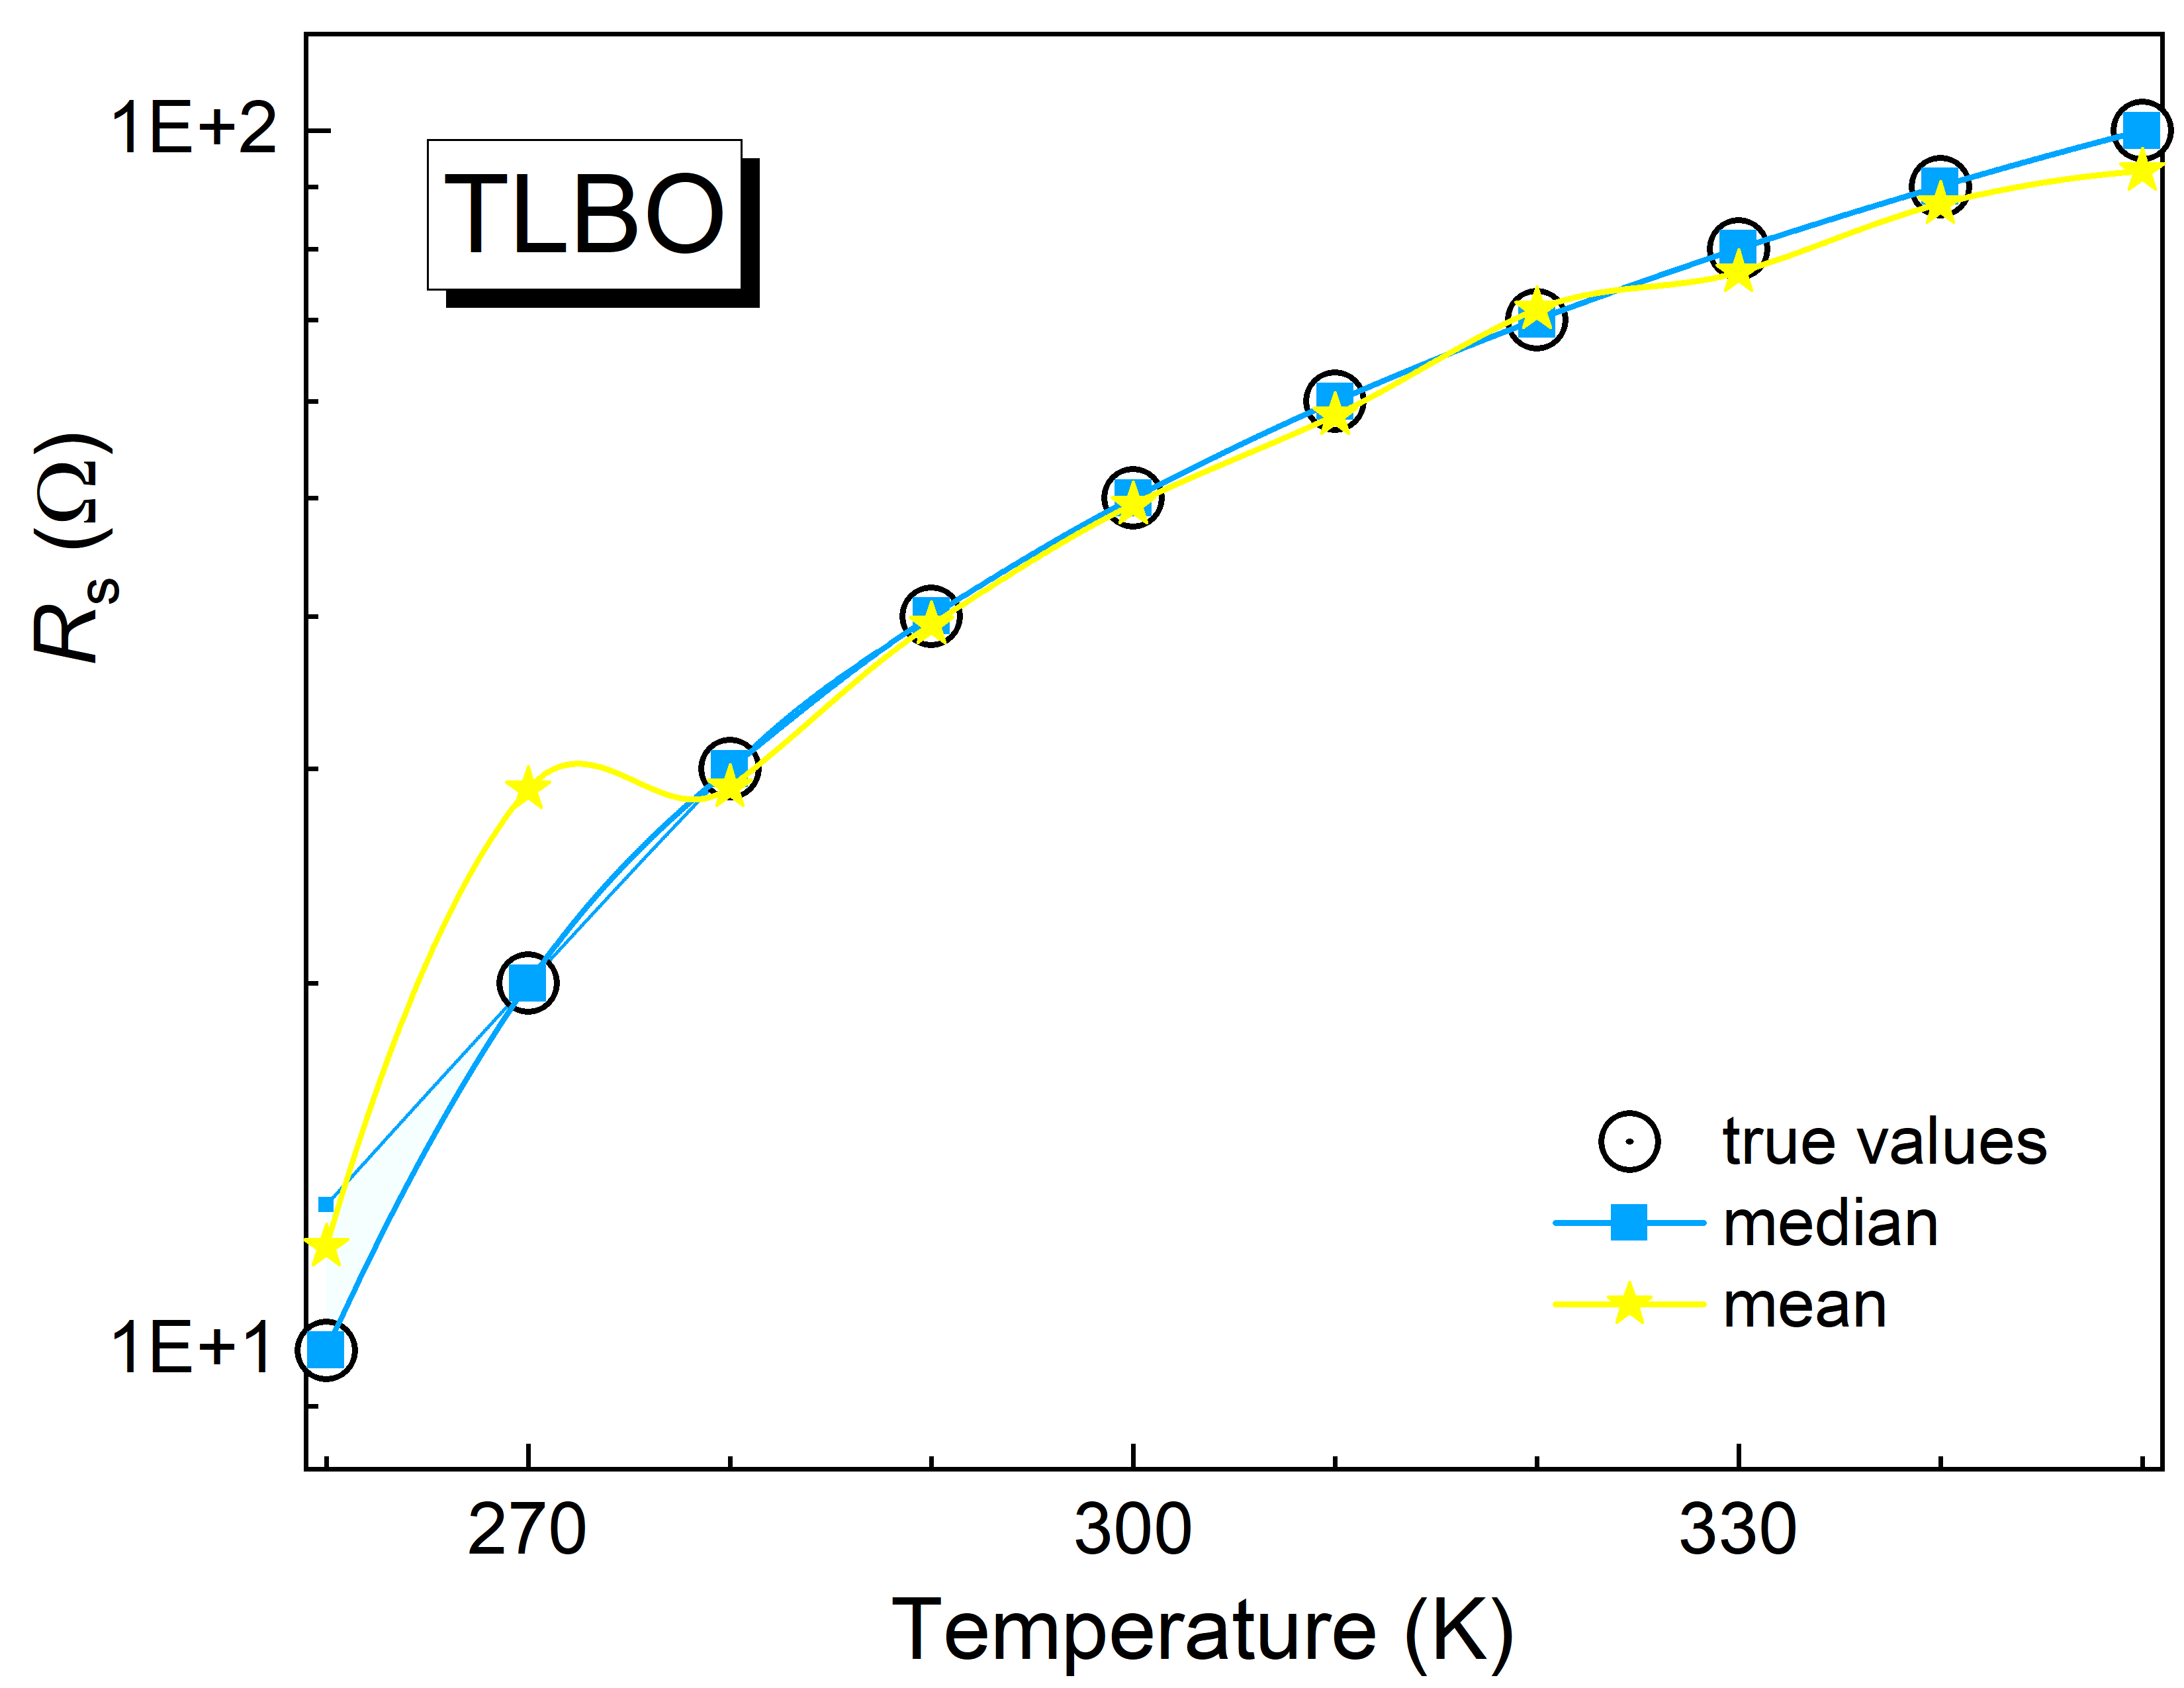 1E+2
TLBO
Rs (Ω)
true values
median
mean
1E+1
270 300 330
Temperature (K)